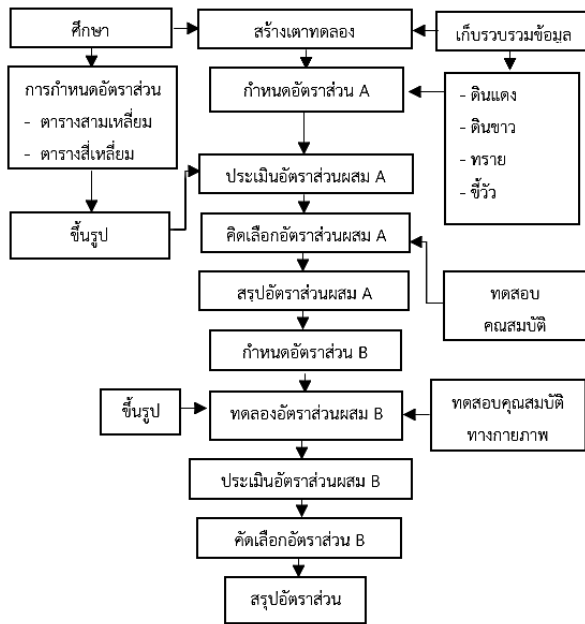 ศึกษา
สร้างเตาทดลอง
เก็บรวบรวมข้อมูล
การกำหนดอัตราส่วน
- ตารางสามเหลี่ยม
- ตารางสี่เหลี่ยม
กำหนดอัตราส่วน A
- ดินแดง
- ดินขาว
- ทราย
- ขี้วัว
ประเมินอัตราส่วนผสม A
ขึ้นรูป
คิดเลือกอัตราส่วนผสม A
สรุปอัตราส่วนผสม A
ทดสอบ
คณสมบัติ
กำหนดอัตราส่วน B
ขึ้นรูป
ทดลองอัตราส่วนผสม B
ทดสอบคุณสมบัติ
ทางกายภาพ
ประเมินอัตราส่วนผสม B
คัดเลือกอัตราส่วน B
สรุปอัตราส่วน